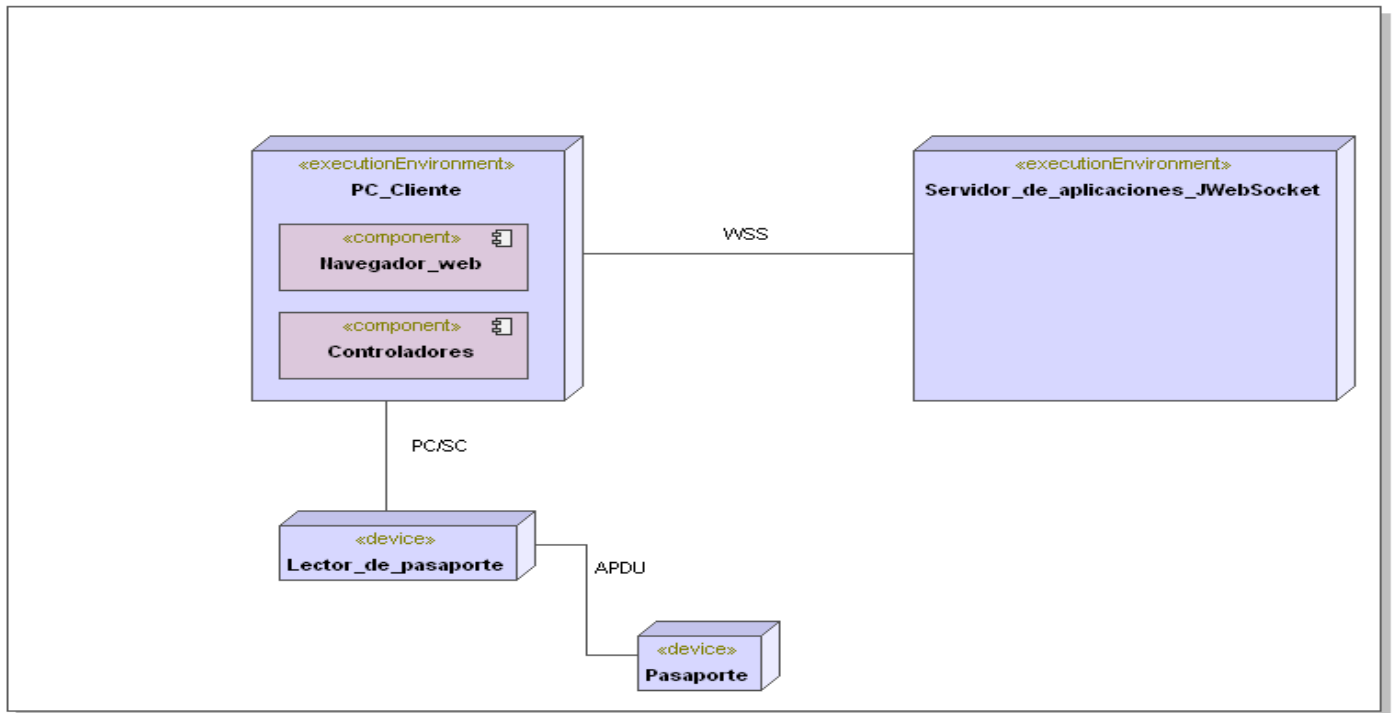 «executionEnvironment»
PC_Cliente
«component»
Navegador_web
«component»
Controladores
WSS
«executionEnvironment»
Servidor_de_aplicaciones_JWebSocket
PC/SC
«device»
Lector_de_pasaporte
APDU
«device»
Pasaporte